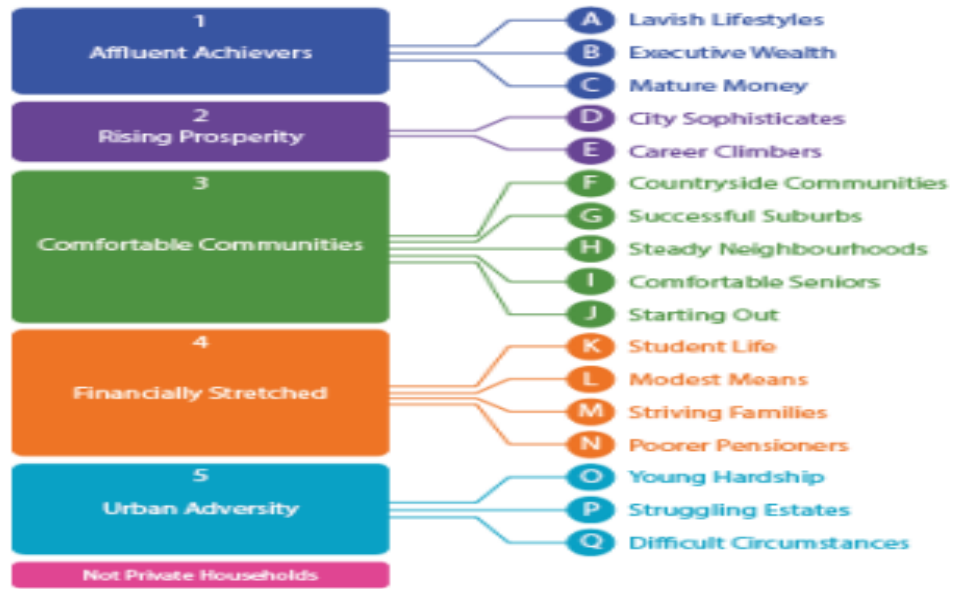 1
Affluent Achievers
A Lavish Lifestyles
B Executive Wealth
C Mature Money
2
Rising Prosperity
D City Sophisticates
E Career Climbers
3
Comfortable Communities
F Countryside Communities
G Successful Suburbs
H Steady Neighbourhoods
I Comfortable Seniors
J Starting Out
4
Financially Stretched
K Student Life
L Modest Means
M Striving Families
N Poorer Pensioners
5
Urban Adversity
O Young Hardship
P Struggling Estates
Q Difficult Circumstances
Not Private Households